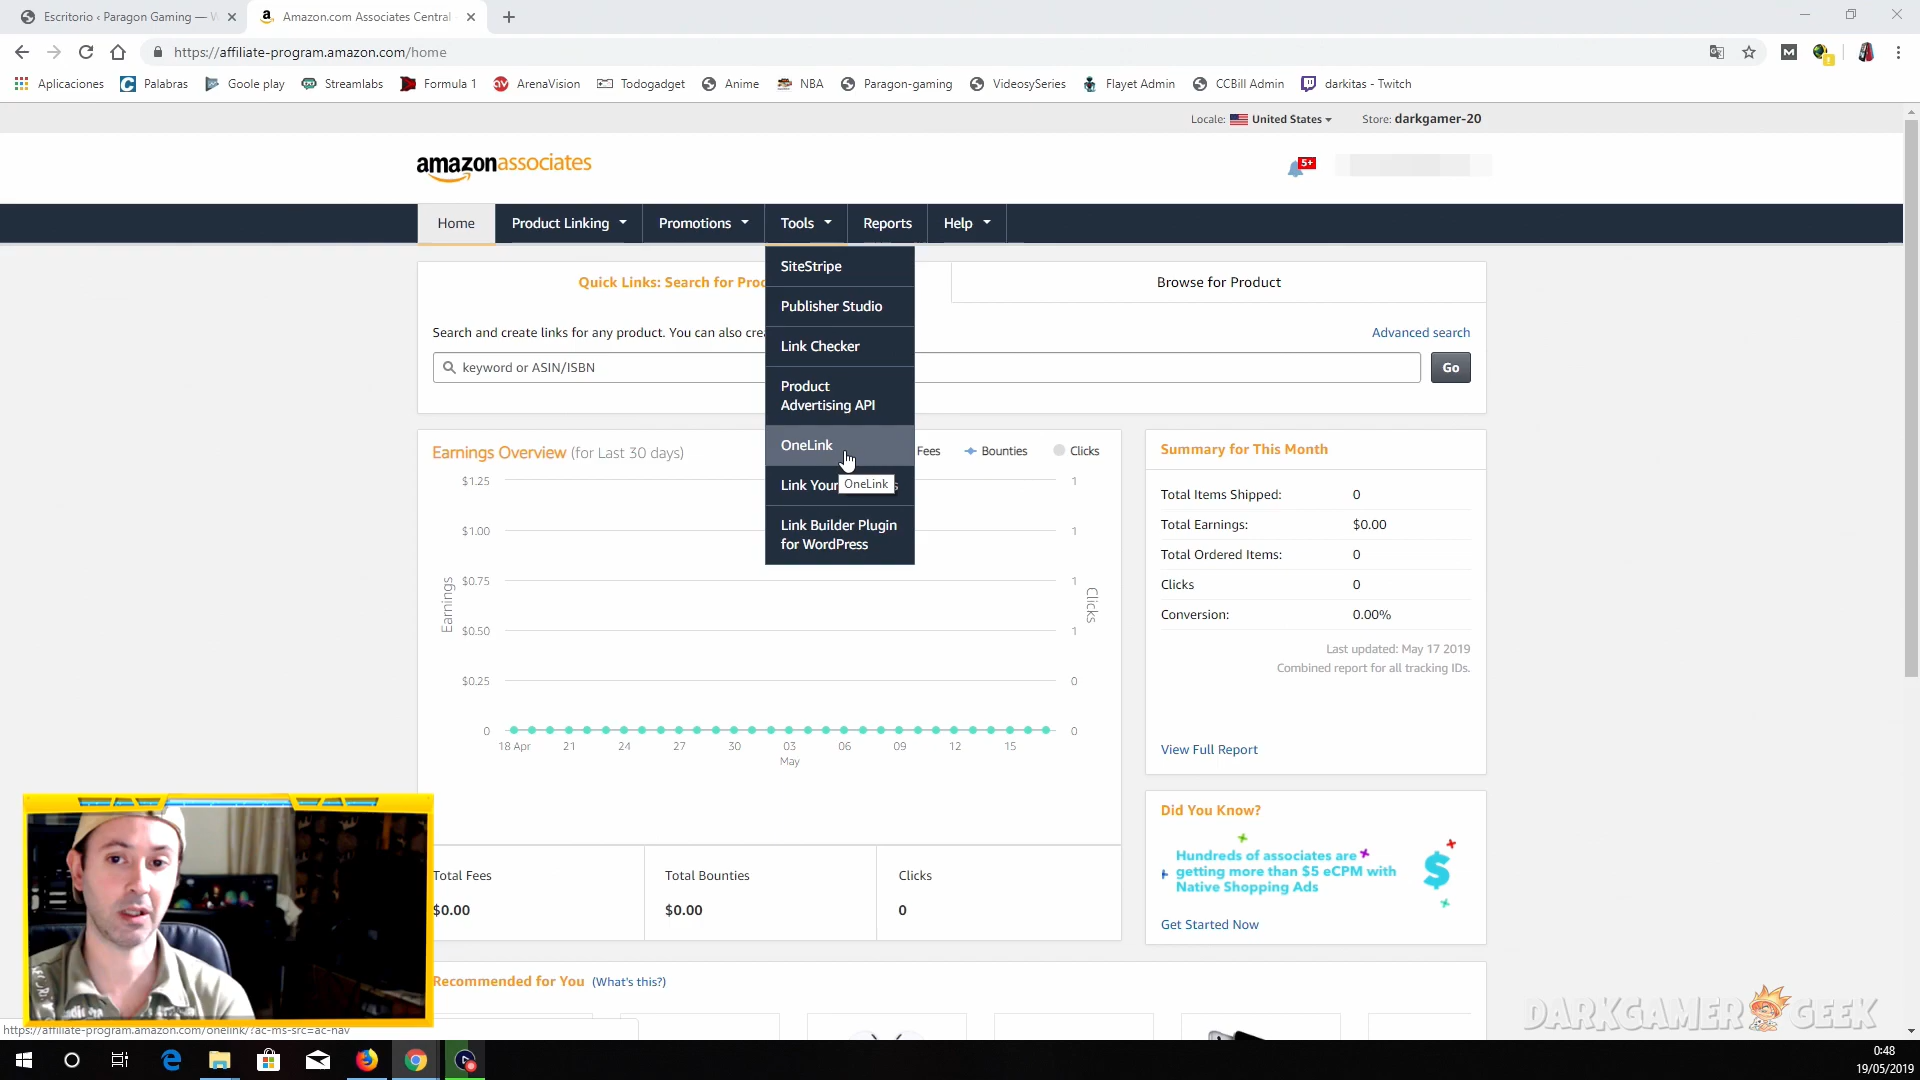 Escritorio ‹ Paragon Gaming — W
Amazon.com Associates Central
https://affiliate-program.amazon.com/home
Aplicaciones
Palabras
Goole play
Streamlabs
Formula 1
ArenaVision
Todogadget
Anime
NBA
Paragon-gaming
VideosySeries
Flayet Admin
CCBill Admin
darkitas - Twitch
Locale: United States
Store: darkgamer-20
amazonassociates
5+
Home
Product Linking
Promotions
Tools
Reports
Help
SiteStripe
Publisher Studio
Link Checker
Product
Advertising API
OneLink
Link Your
OneLink
Link Builder Plugin
for WordPress
Quick Links: Search for Proc
Browse for Product
Search and create links for any product. You can also crea
Advanced search
keyword or ASIN/ISBN
Go
Earnings Overview (for Last 30 days)
Fees
Bounties
Clicks
$1.25
$1.00
$0.75
$0.50
$0.25
0
Earnings
1
1
1
1
0
0
Clicks
18 Apr
21
24
27
30
03
06
09
12
15
May
Total Fees
$0.00
Total Bounties
$0.00
Clicks
0
Summary for This Month
Total Items Shipped: 0
Total Earnings: $0.00
Total Ordered Items: 0
Clicks 0
Conversion: 0.00%
Last updated: May 17 2019
Combined report for all tracking IDs.
View Full Report
Did You Know?
Hundreds of associates are
getting more than $5 eCPM with
Native Shopping Ads
$
Get Started Now
Recommended for You (What's this?)
DARKGAMER GEEK
https://affiliate-program.amazon.com/onelink/?ac-ms-src=ac-nav
0:48
19/05/2019